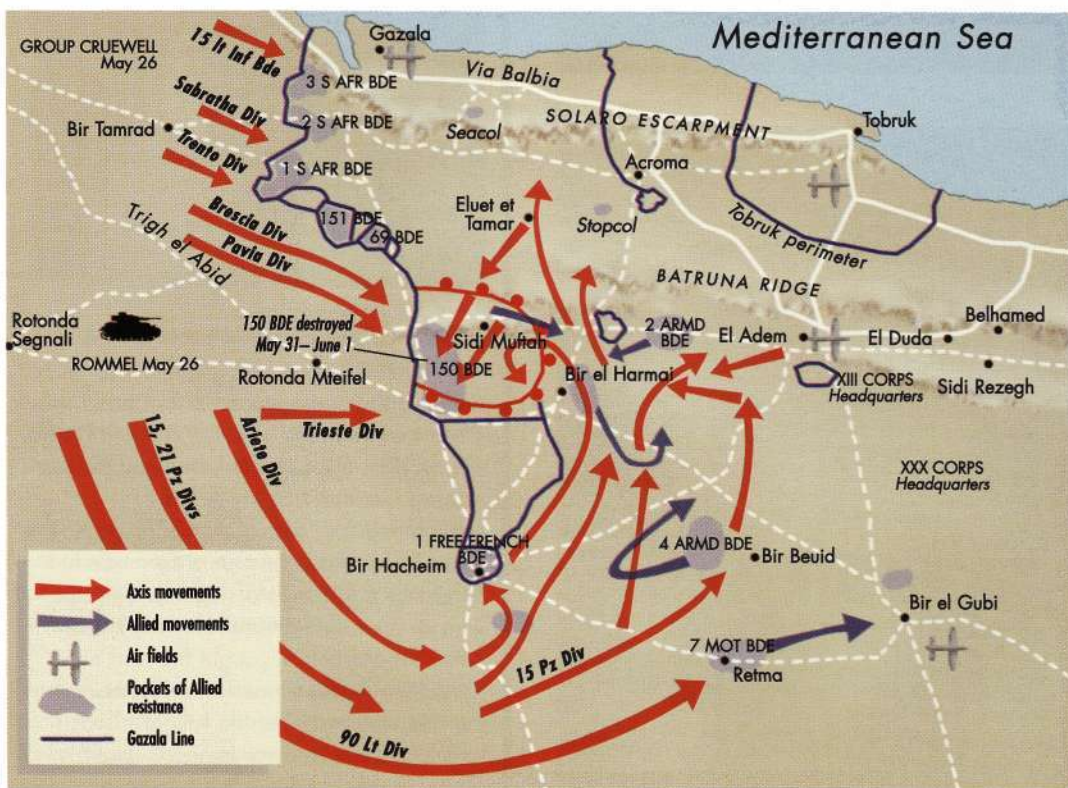 GROUP CRUEWELL
May 26
15 lt Inf Bde
Gazala
Mediterranean Sea
3 S AFR BDE
Via Balbia
Sabratha Div
2 S AFR BDE
Seacol
SOLARO ESCARPMENT
Tobruk
Bir Tamrad
Trento Div
1 S AFR BDE
Acroma
Brescia Div
151 BDE
69 BDE
Eluet et
Tamar
Stopcol
Tobruk perimeter
Trigh el Abid
Pavia Div
BATRUNA RIDGE
Rotonda
Segnali
150 BDE destroyed
May 31– June 1
Sidi Muftah
2 ARMD
BDE
El Adem
El Duda
Belhamed
ROMMEL May 26
Rotonda Mteifel
150 BDE
Bir el Harmai
XIII CORPS
Headquarters
Sidi Rezegh
Trieste Div
Ariete Div
15, 21 Pz Divs
XXX CORPS
Headquarters
1 FREE FRENCH
BDE
Bir Hacheim
4 ARMD BDE
Bir Beuid
Bir el Gubi
7 MOT BDE
Retma
15 Pz Div
90 Lt Div
Axis movements
Allied movements
Air fields
Pockets of Allied
resistance
Gazala Line